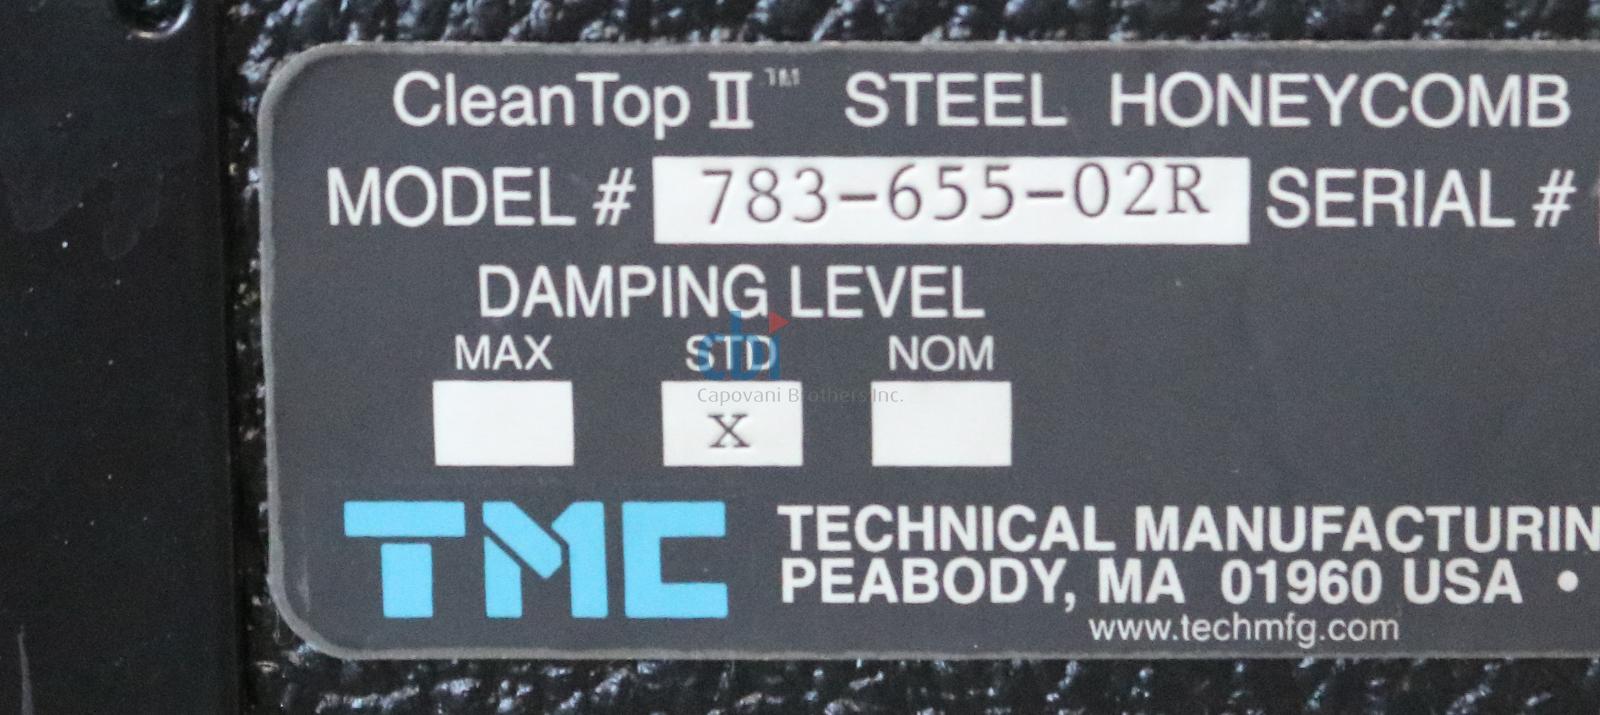 CleanTop II™ STEEL HONEYCOMB
MODEL # 783-655-02R SERIAL #
DAMPING LEVEL
MAX STD NOM
cbi
Capovani Brothers Inc.
X
TMC
TECHNICAL MANUFACTURIN
PEABODY, MA 01960 USA •
www.techmfg.com